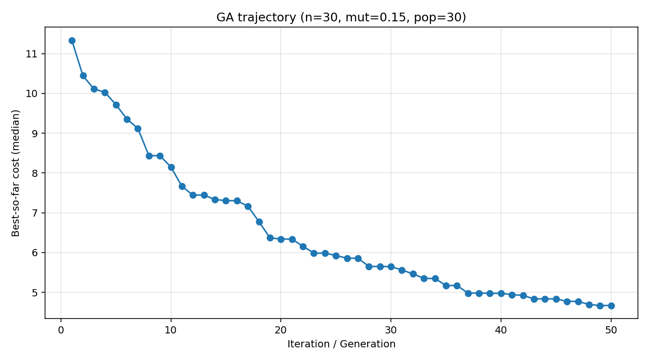 GA trajectory (n=30, mut=0.15, pop=30)
Best-so-far cost (median)
11
10
9
8
7
6
5
0 10 20 30 40 50
Iteration / Generation